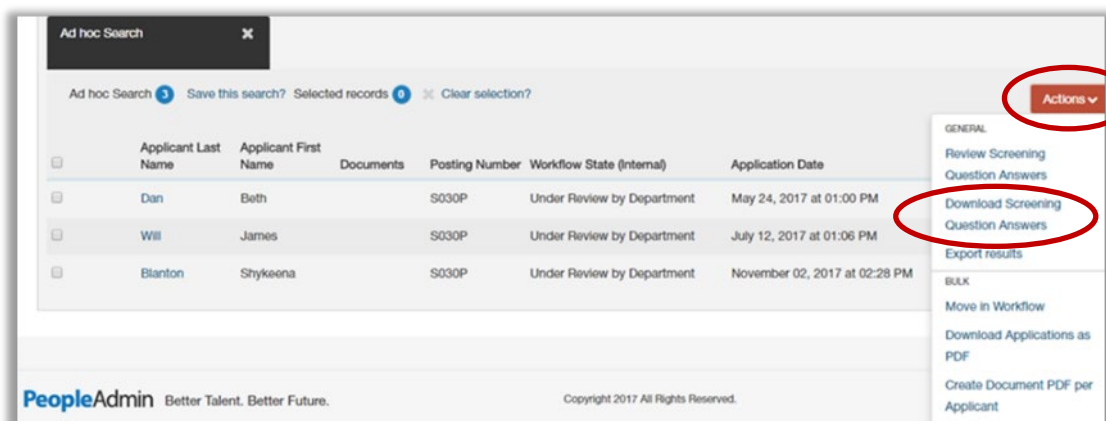 Ad hoc Search
Ad hoc Search 3 Save this search? Selected records 0 Clear selection?
Actions
Applicant Last Name Applicant First Name Documents Posting Number Workflow State (Internal) Application Date
Dan Beth S030P Under Review by Department May 24, 2017 at 01:00 PM
Will James S030P Under Review by Department July 12, 2017 at 01:06 PM
Blanton Shykeena S030P Under Review by Department November 02, 2017 at 02:28 PM
GENERAL
Review Screening
Question Answers
Download Screening
Question Answers
Export results
BULK
Move in Workflow
Download Applications as
PDF
Create Document PDF per
Applicant
PeopleAdmin Better Talent. Better Future.
Copyright 2017 All Rights Reserved.